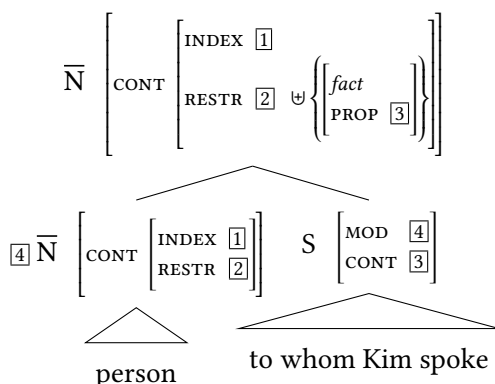 N̅ [CONT [INDEX 1
RESTR 2 ⊎ {[fact
PROP 3]}]]
4 N̅ [CONT [INDEX 1
RESTR 2]] S [MOD 4
CONT 3]
person to whom Kim spoke